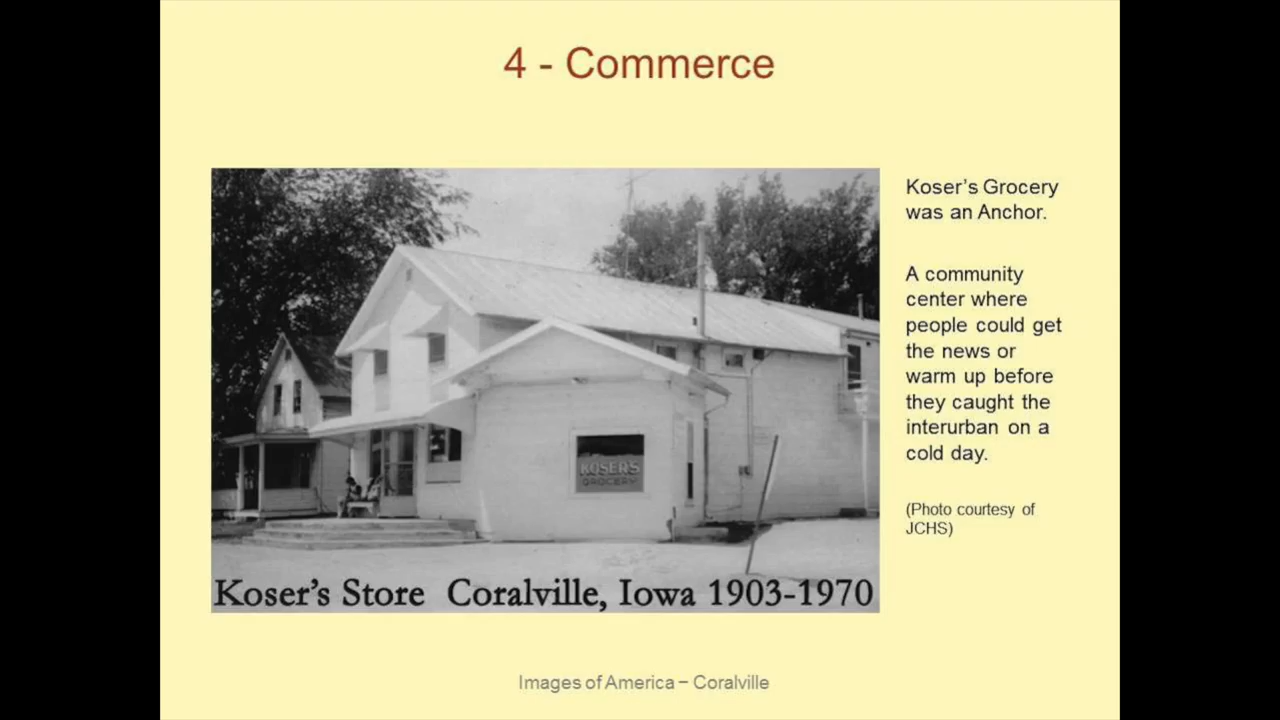 4 - Commerce
Koser's Grocery
was an Anchor.
A community
center where
people could get
the news or
warm up before
they caught the
interurban on a
cold day.
(Photo courtesy of
JCHS)
KOSER'S
GROCERY
Koser's Store Coralville, Iowa 1903-1970
Images of America – Coralville